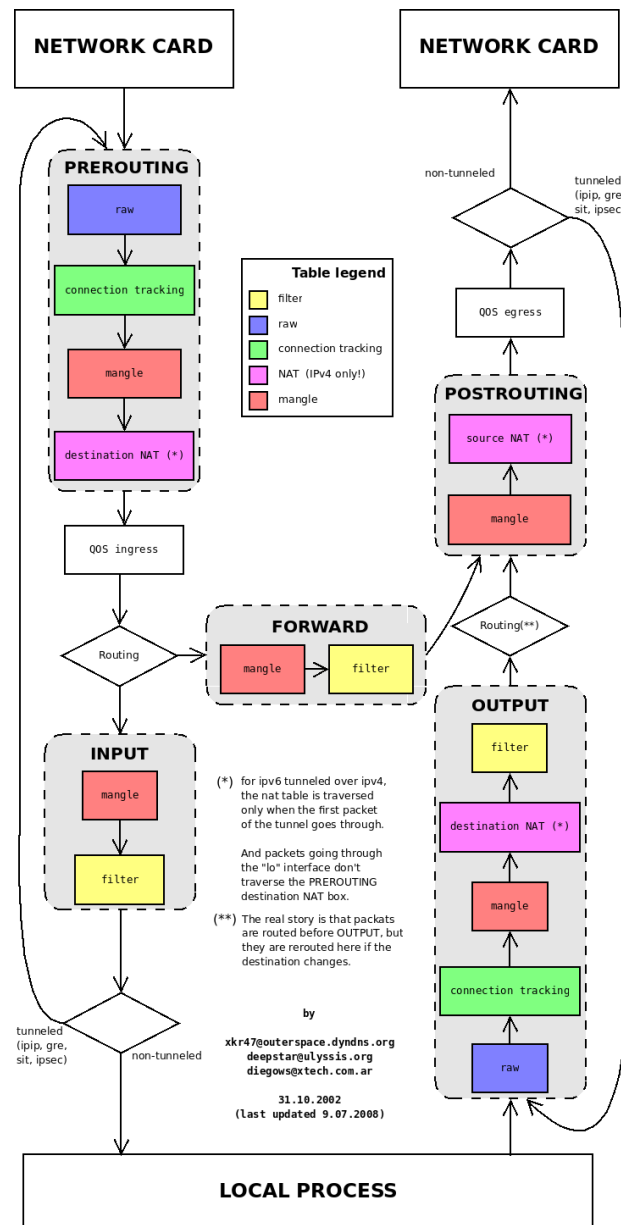 NETWORK CARD
NETWORK CARD
PREROUTING
raw
connection tracking
mangle
destination NAT (*)
QOS ingress
Routing
INPUT
mangle
filter
tunneled
(ipip, gre,
sit, ipsec)
non-tunneled
Table legend
filter
raw
connection tracking
NAT (IPv4 only!)
mangle
FORWARD
mangle
filter
non-tunneled
tunneled
(ipip, gre
sit, ipsec)
QOS egress
POSTROUTING
source NAT (*)
mangle
Routing(**)
OUTPUT
filter
destination NAT (*)
mangle
connection tracking
raw
(*) for ipv6 tunneled over ipv4,
the nat table is traversed
only when the first packet
of the tunnel goes through.
And packets going through
the "lo" interface don't
traverse the PREROUTING
destination NAT box.
(**) The real story is that packats
are routed before OUTPUT, but
they are rerouted here if the
destination changes.
by
xkr47@outerspace.dyndns.org
deepstar@ulyssis.org
diegows@xtech.com.ar
31.10.2002
(last updated 9.07.2008)
LOCAL PROCESS